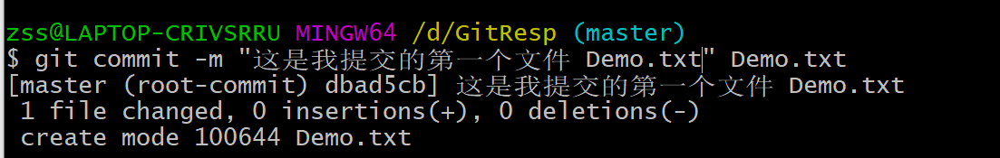 zss@LAPTOP-CRIVSRRU MINGW64 /d/GitResp (master)
$ git commit -m "这是我提交的第一个文件 Demo.txt" Demo.txt
[master (root-commit) dbad5cb] 这是我提交的第一个文件 Demo.txt
 1 file changed, 0 insertions(+), 0 deletions(-)
 create mode 100644 Demo.txt